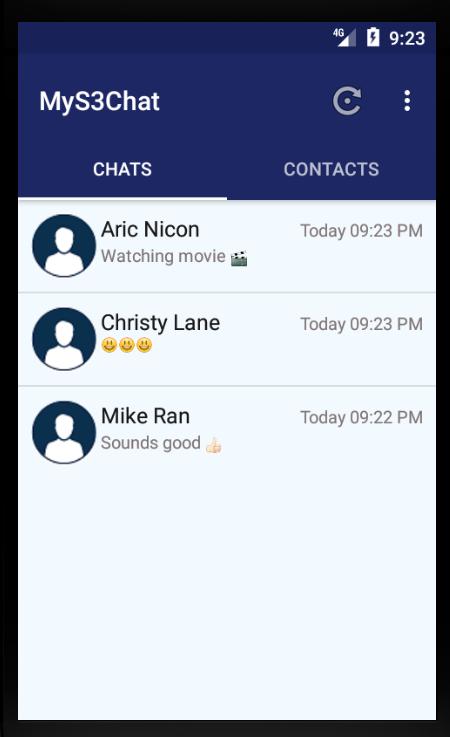 4G 9:23
MyS3Chat
CHATS CONTACTS
Aric Nicon Today 09:23 PM
Watching movie 🎬
Christy Lane Today 09:23 PM
😃😃😃
Mike Ran Today 09:22 PM
Sounds good 👍🏻